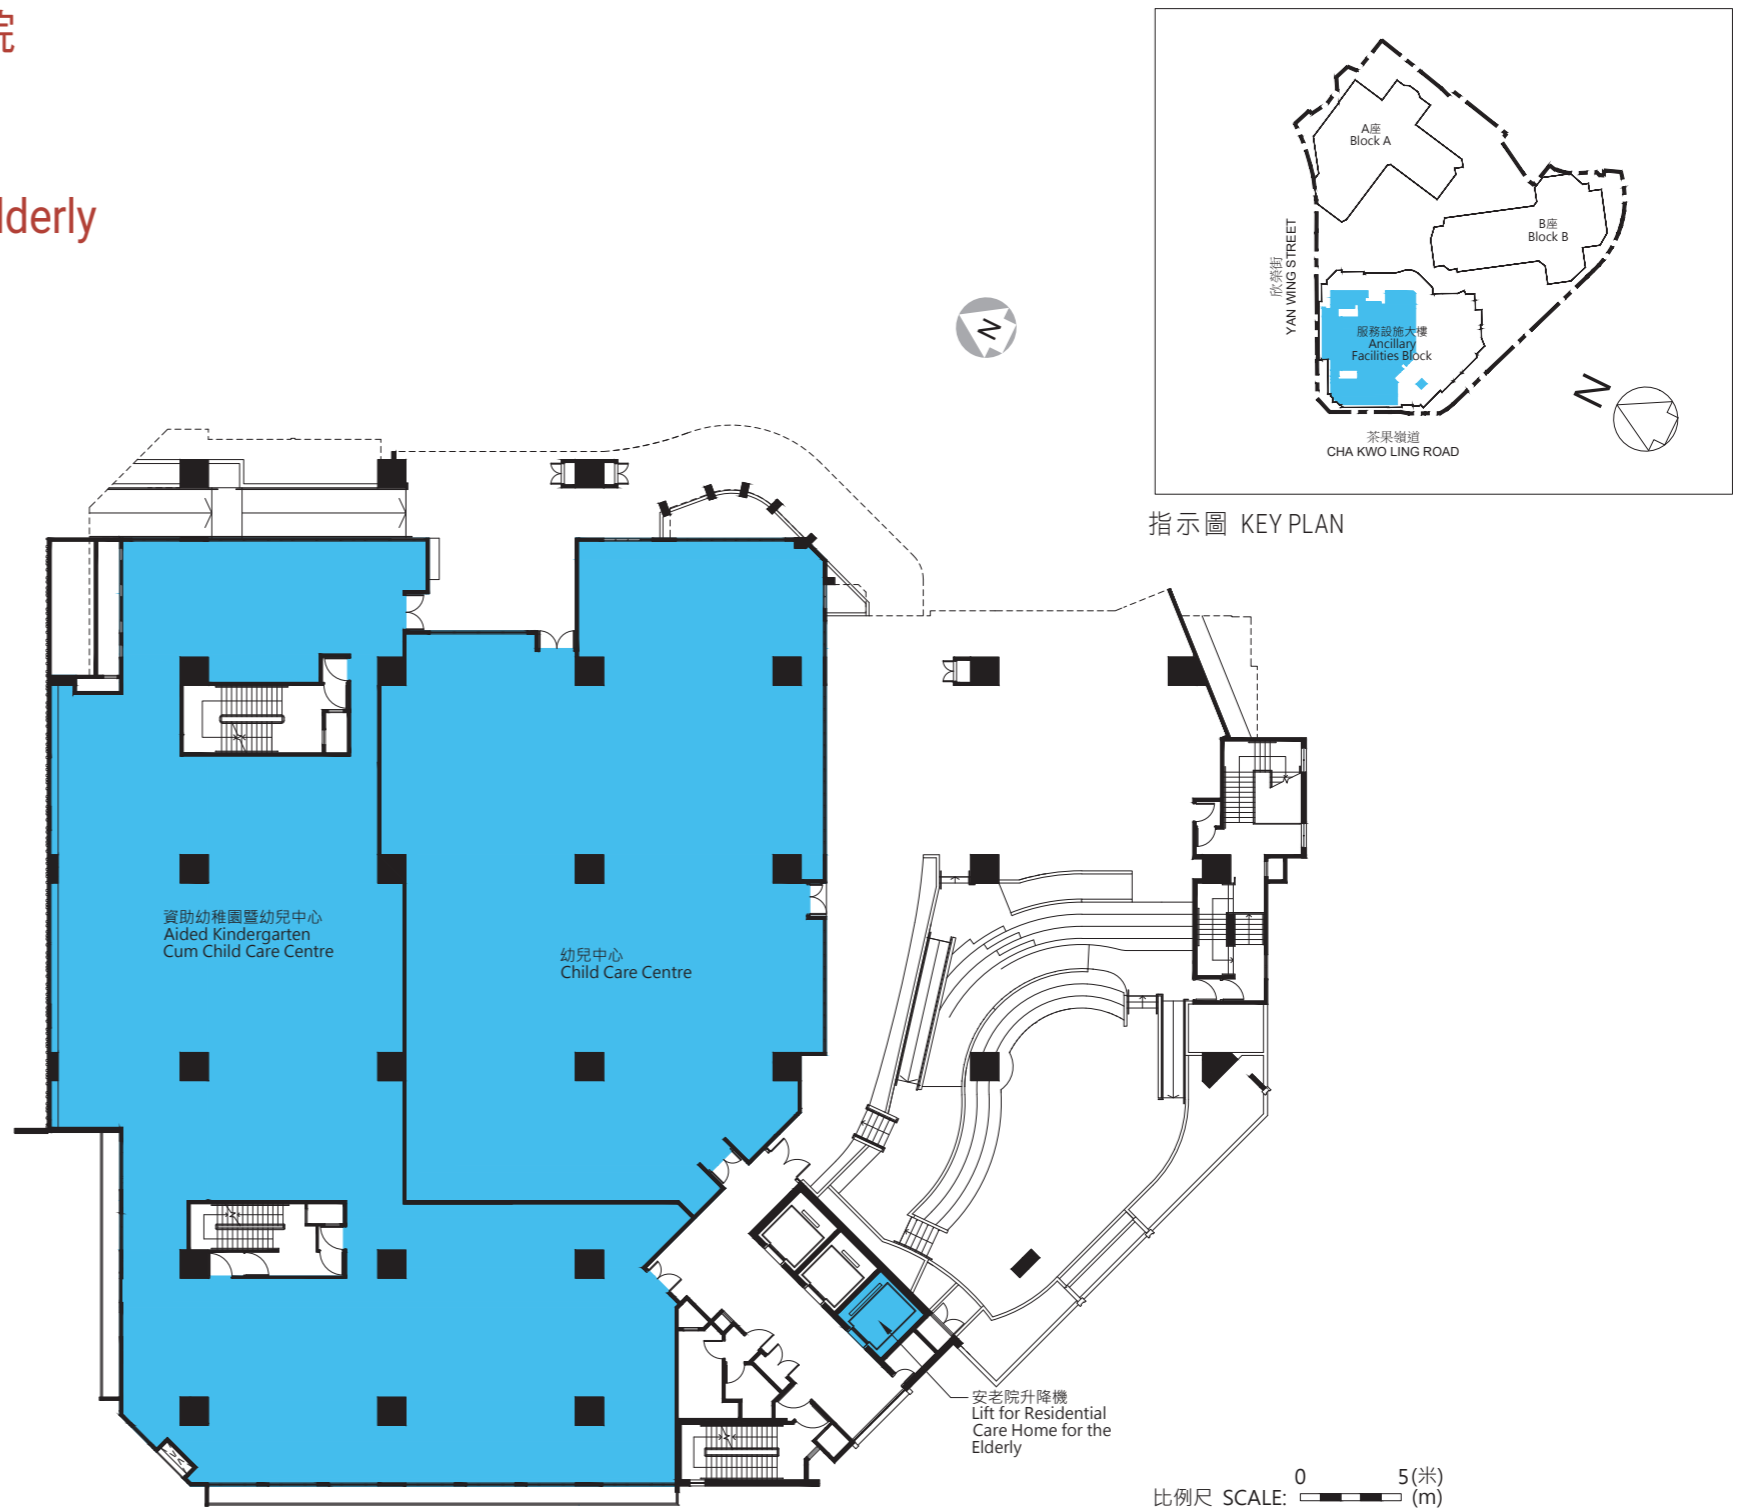 院
lderly
A座
Block A
B座
Block B
欣榮街
YAN WING STREET
服務設施大樓
Ancillary
Facilities Block
茶果嶺道
CHA KWO LING ROAD
N
N
指示圖 KEY PLAN
資助幼稚園暨幼兒中心
Aided Kindergarten
Cum Child Care Centre
幼兒中心
Child Care Centre
安老院升降機
Lift for Residential
Care Home for the
Elderly
0 5(米)
比例尺 SCALE: (m)